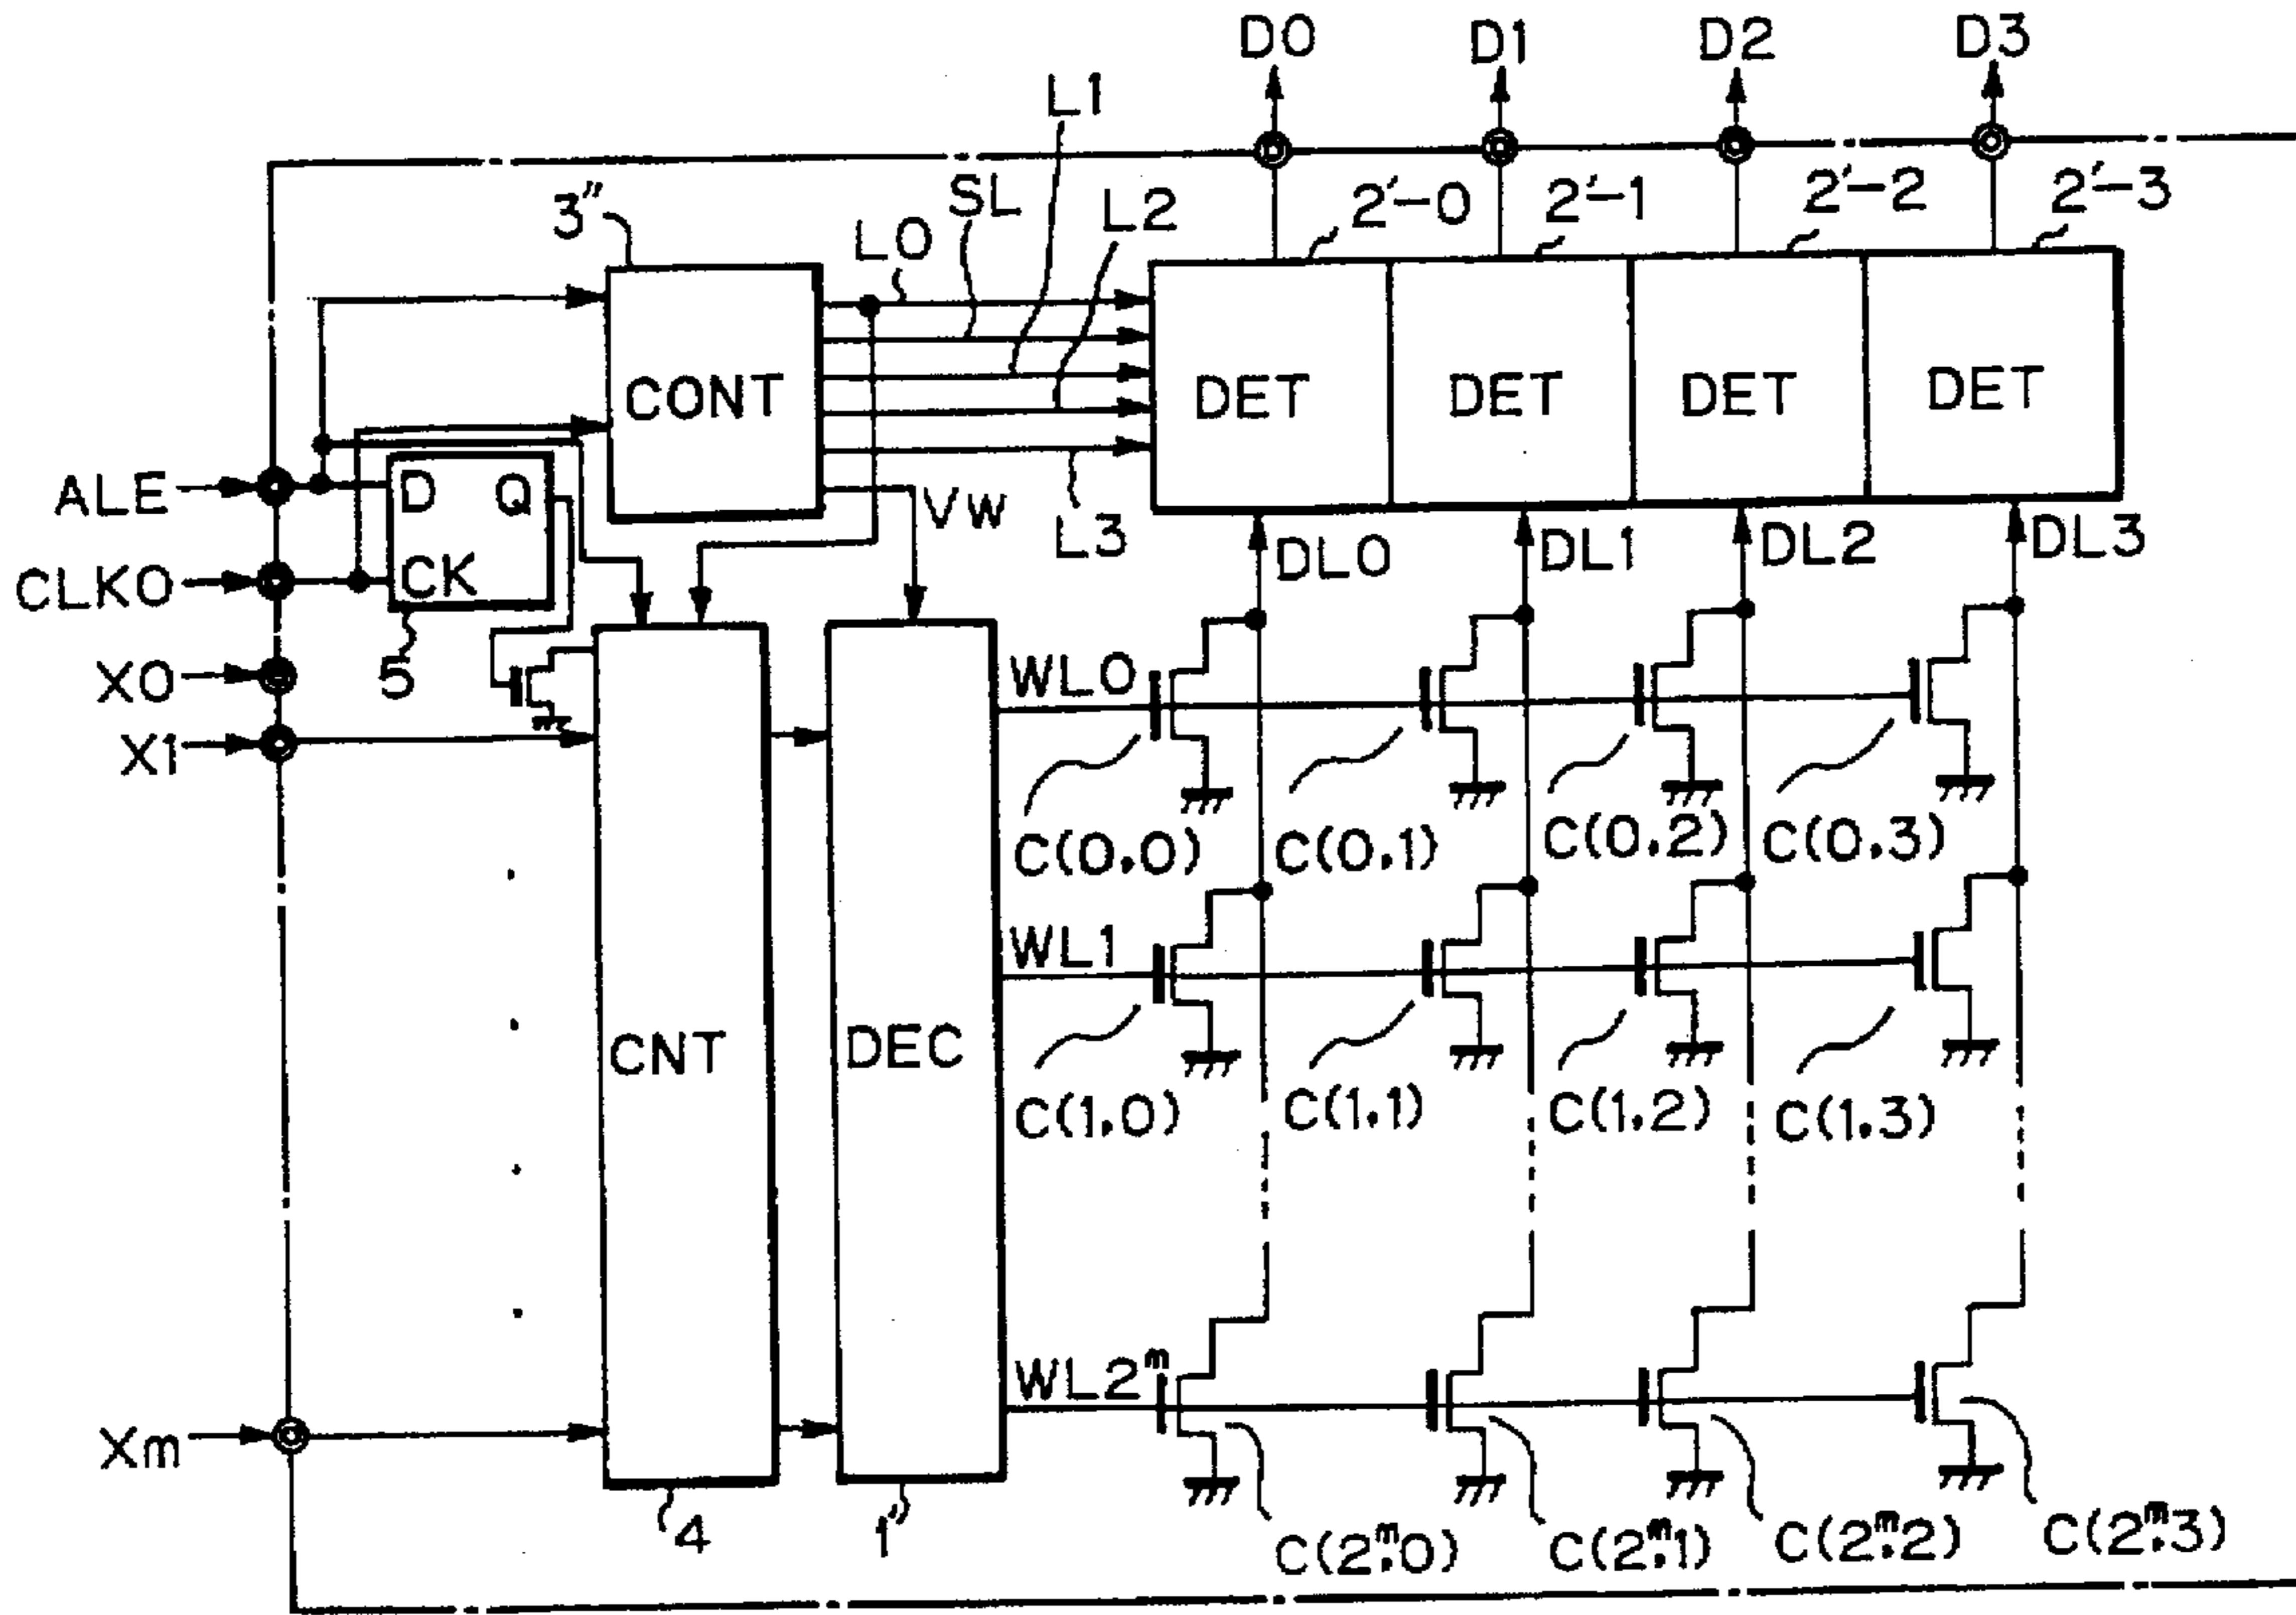 D0 D1 D2 D3
L1
3" L0 SL L2 2'-0 2'-1 2'-2 2'-3
CONT DET DET DET DET
ALE D Q VW L3
CLK0 CK DL0 DL1 DL2 DL3
X0 5 WL0
X1
C(0.0) C(0.1) C(0.2) C(0.3)
WL1
CNT DEC
C(1.0) C(1.1) C(1.2) C(1.3)
WL2ᵐ
Xm
4 1' C(2ᵐ.0) C(2ᵐ.1) C(2ᵐ.2) C(2ᵐ.3)